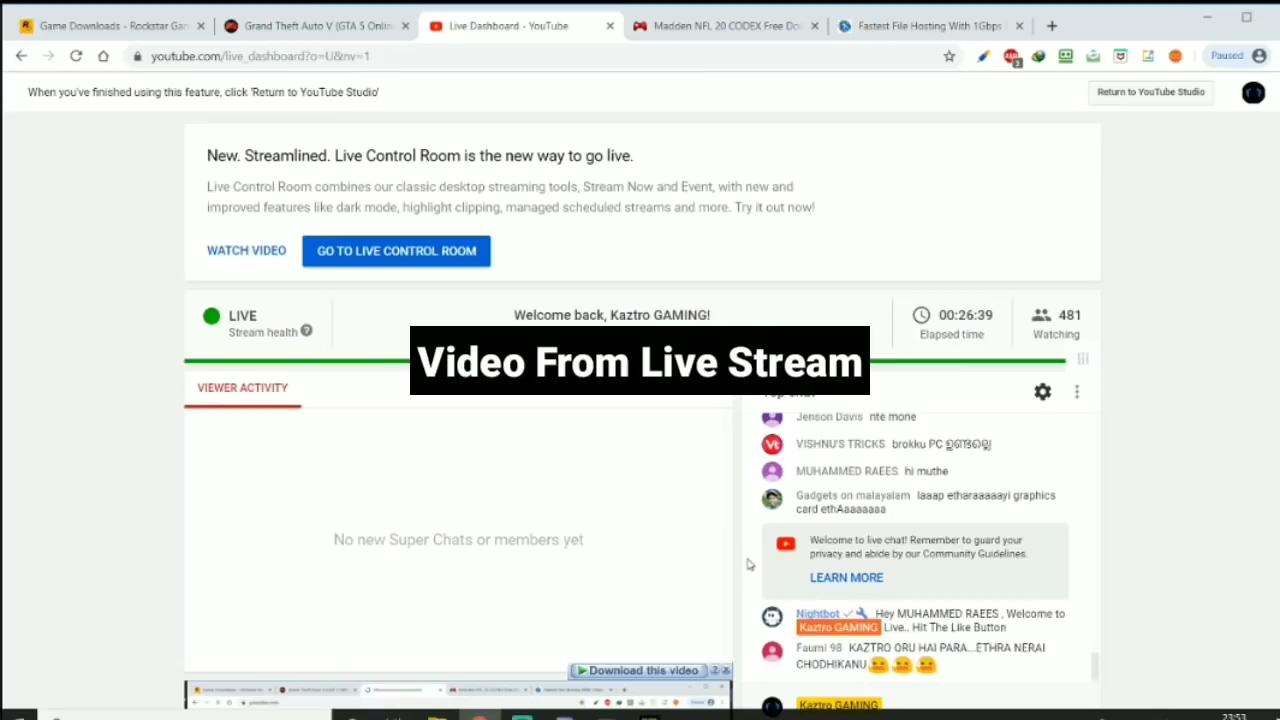 Game Downloads - Rockstar Gan
Grand Theft Auto V (GTA 5 Onlin
Live Dashboard - YouTube
Madden NFL 20 CODEX Free Do
Fastest File Hosting With 1Gbps
youtube.com/live_dashboard?o=U&nv=1
Paused
When you've finished using this feature, click 'Return to YouTube Studio'
Return to YouTube Studio
New. Streamlined. Live Control Room is the new way to go live.
Live Control Room combines our classic desktop streaming tools, Stream Now and Event, with new and
improved features like dark mode, highlight clipping, managed scheduled streams and more. Try it out now!
WATCH VIDEO
GO TO LIVE CONTROL ROOM
LIVE
Stream health
Welcome back, Kaztro GAMING!
00:26:39
Elapsed time
481
Watching
Video From Live Stream
VIEWER ACTIVITY
Jenson Davis nte mone
VISHNU'S TRICKS brokku PC ഉണ്ടല്ലെ
MUHAMMED RAEES hi muthe
Gadgets on malayalam laaap etharaaaaayi graphics
card ethAaaaaaaa
Welcome to live chat! Remember to guard your
privacy and abide by our Community Guidelines.
LEARN MORE
Nightbot Hey MUHAMMED RAEES , Welcome to
Kaztro GAMING Live.. Hit The Like Button
Faumi 98 KAZTRO ORU HAI PARA...ETHRA NERAI
CHODHIKANU
No new Super Chats or members yet
Download this video
Kaztro GAMING
23:53